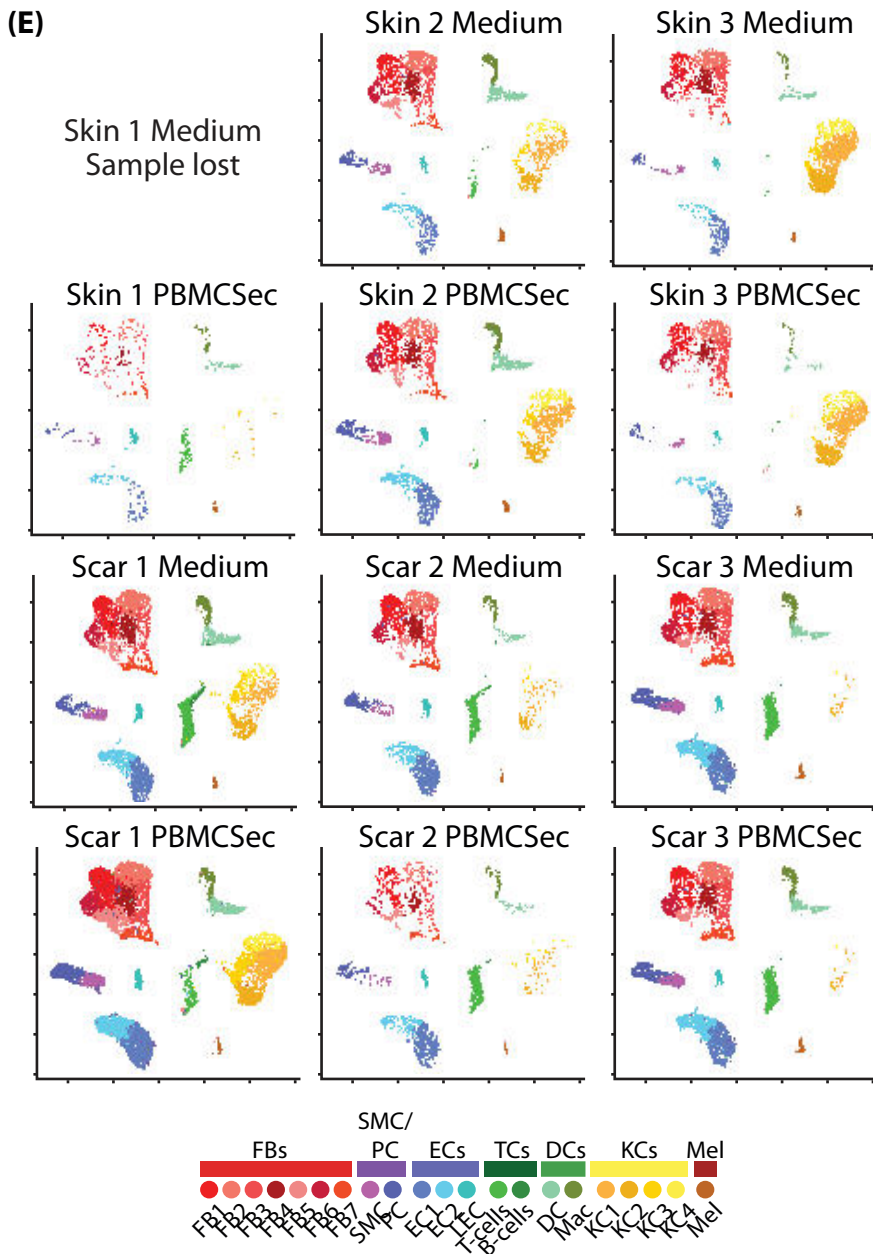 (E)
Skin 2 Medium
Skin 3 Medium
Skin 1 Medium
Sample lost
Skin 1 PBMCSec
Skin 2 PBMCSec
Skin 3 PBMCSec
Scar 1 Medium
Scar 2 Medium
Scar 3 Medium
Scar 1 PBMCSec
Scar 2 PBMCSec
Scar 3 PBMCSec
SMC/
FBs PC ECs TCs DCs KCs Mel
FB1 FB2 FB3 FB4 FB5 FB6 FB7 SMC PC EC1 EC2 LEC T-cells B-cells DC Mac KC1 KC2 KC3 KC4 Mel